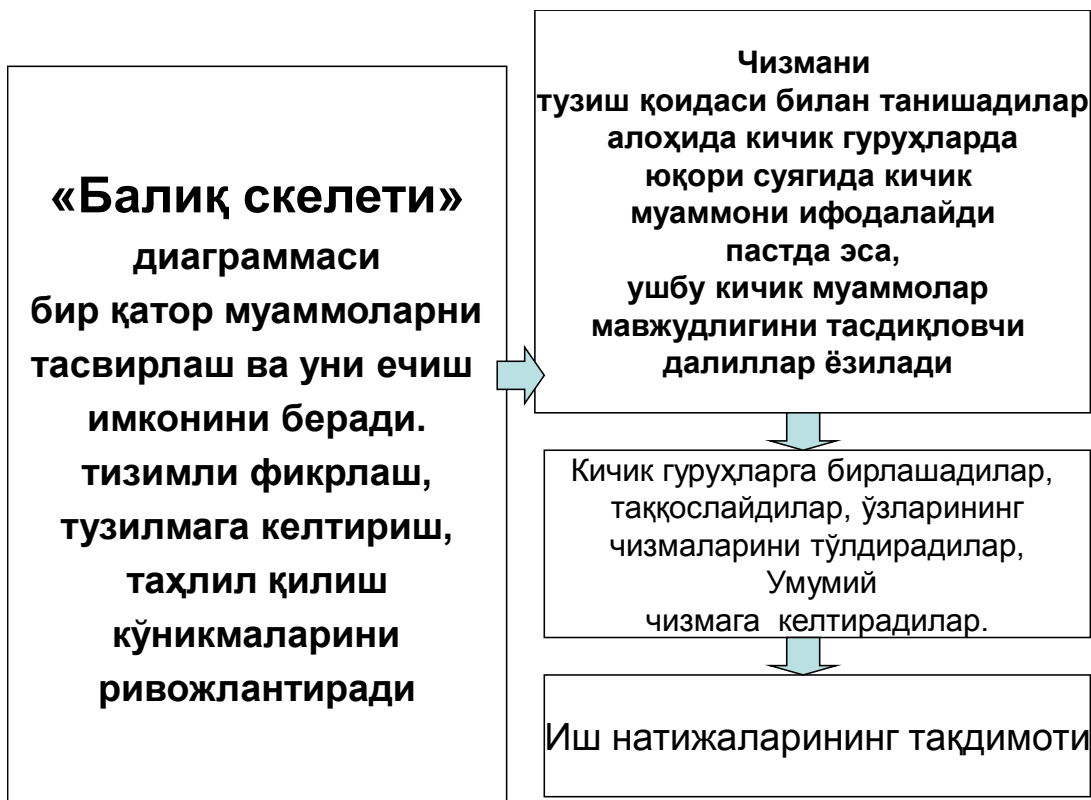 «Балиқ скелети»
диаграммаси
бир қатор муаммоларни
тасвирлаш ва уни ечиш
имконини беради.
тизимли фикрлаш,
тузилмага келтириш,
таҳлил қилиш
кўникмаларини
ривожлантиради
Чизмани
тузиш қоидаси билан танишадилар
алоҳида кичик гуруҳларда
юқори суягида кичик
муаммони ифодалайди
пастда эса,
ушбу кичик муаммолар
мавжудлигини тасдиқловчи
далиллар ёзилади
Кичик гуруҳларга бирлашадилар,
таққослайдилар, ўзларининг
чизмаларини тўлдирадилар,
Умумий
чизмага келтирадилар.
Иш натижаларининг тақдимоти